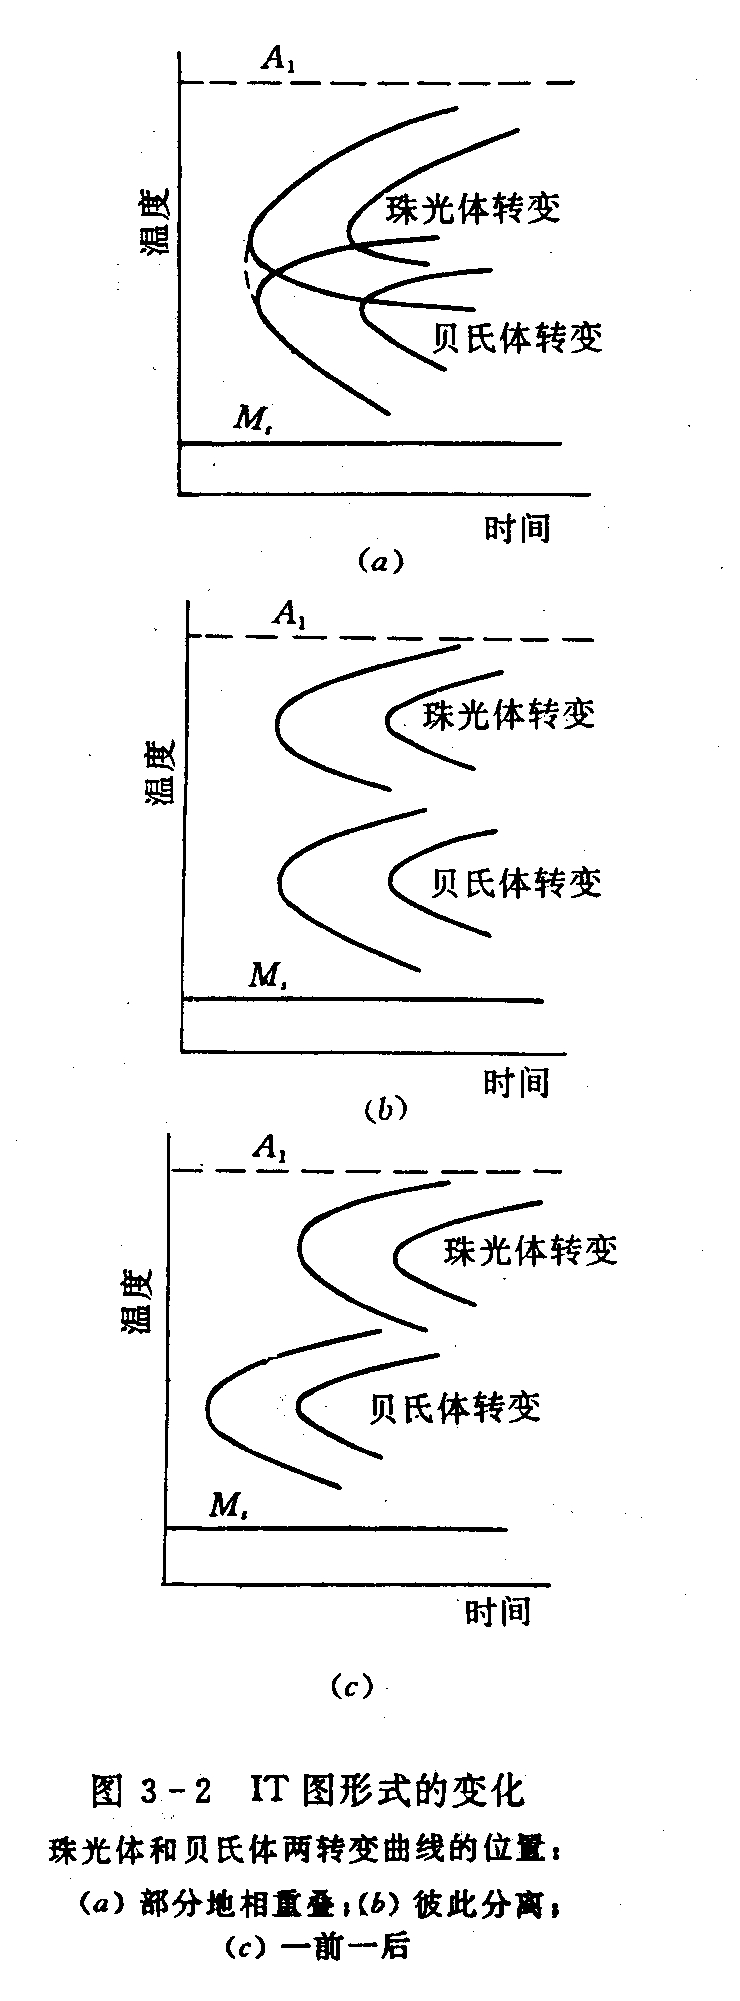 A₁
温度
珠光体转变
贝氏体转变
Mₛ
时间
(a)
A₁
温度
珠光体转变
贝氏体转变
Mₛ
时间
(b)
A₁
温度
珠光体转变
贝氏体转变
Mₛ
时间
(c)
图 3-2 IT 图形式的变化
珠光体和贝氏体两转变曲线的位置：
(a) 部分地相重叠；(b) 彼此分离；
(c) 一前一后